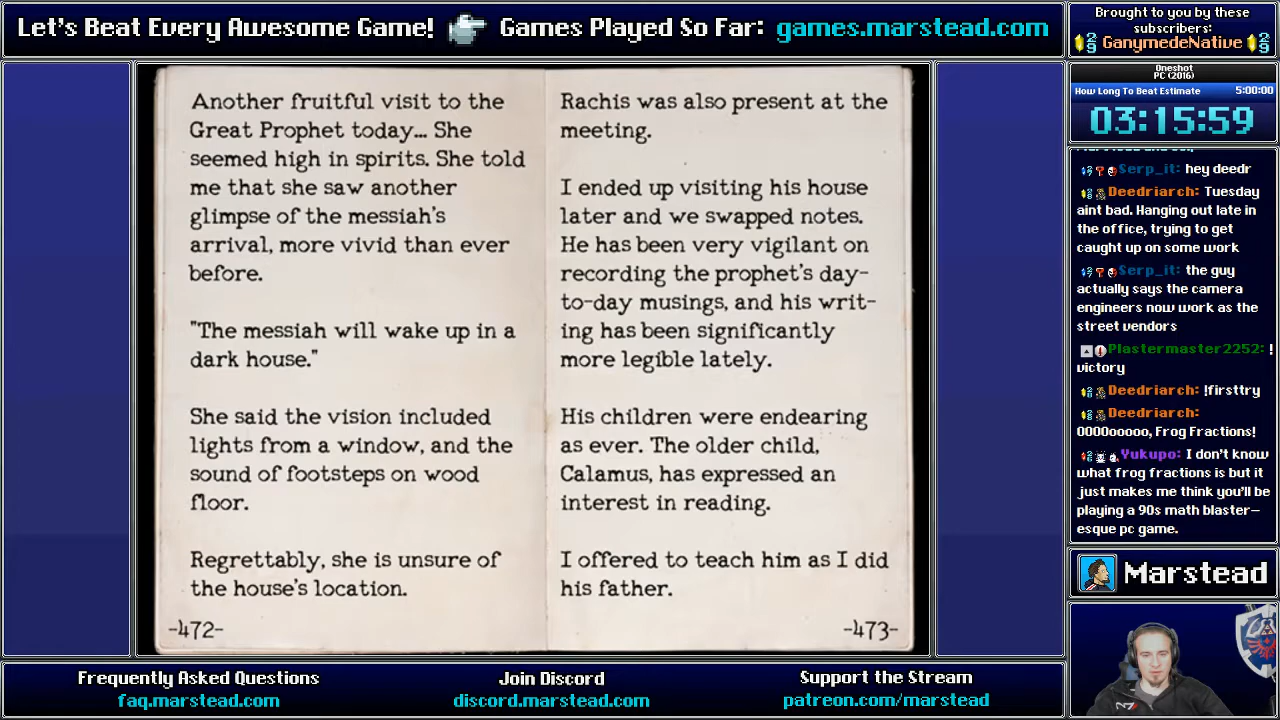 Let's Beat Every Awesome Game!
Games Played So Far: games.marstead.com
Brought to you by these
subscribers:
29 GanymedeNative 29
Oneshot
PC (2016)
How Long To Beat Estimate 5:00:00
03:15:59
Another fruitful visit to the
Great Prophet today... She
seemed high in spirits. She told
me that she saw another
glimpse of the messiah's
arrival, more vivid than ever
before.
"The messiah will wake up in a
dark house."
She said the vision included
lights from a window, and the
sound of footsteps on wood
floor.
Regrettably, she is unsure of
the house's location.
-472-
Rachis was also present at the
meeting.
I ended up visiting his house
later and we swapped notes.
He has been very vigilant on
recording the prophet's day-
to-day musings, and his writ-
ing has been significantly
more legible lately.
His children were endearing
as ever. The older child,
Calamus, has expressed an
interest in reading.
I offered to teach him as I did
his father.
-473-
Serp_it: hey deedr
Deedriarch: Tuesday
aint bad. Hanging out late in
the office, trying to get
caught up on some work
Serp_it: the guy
actually says the camera
engineers now work as the
street vendors
Plastermaster2252: !
victory
Deedriarch: !firsttry
Deedriarch:
OOOOooooo, Frog Fractions!
Yukupo: I don't know
what frog fractions is but it
just makes me think you'll be
playing a 90s math blaster-
esque pc game.
Marstead
Frequently Asked Questions
faq.marstead.com
Join Discord
discord.marstead.com
Support the Stream
patreon.com/marstead